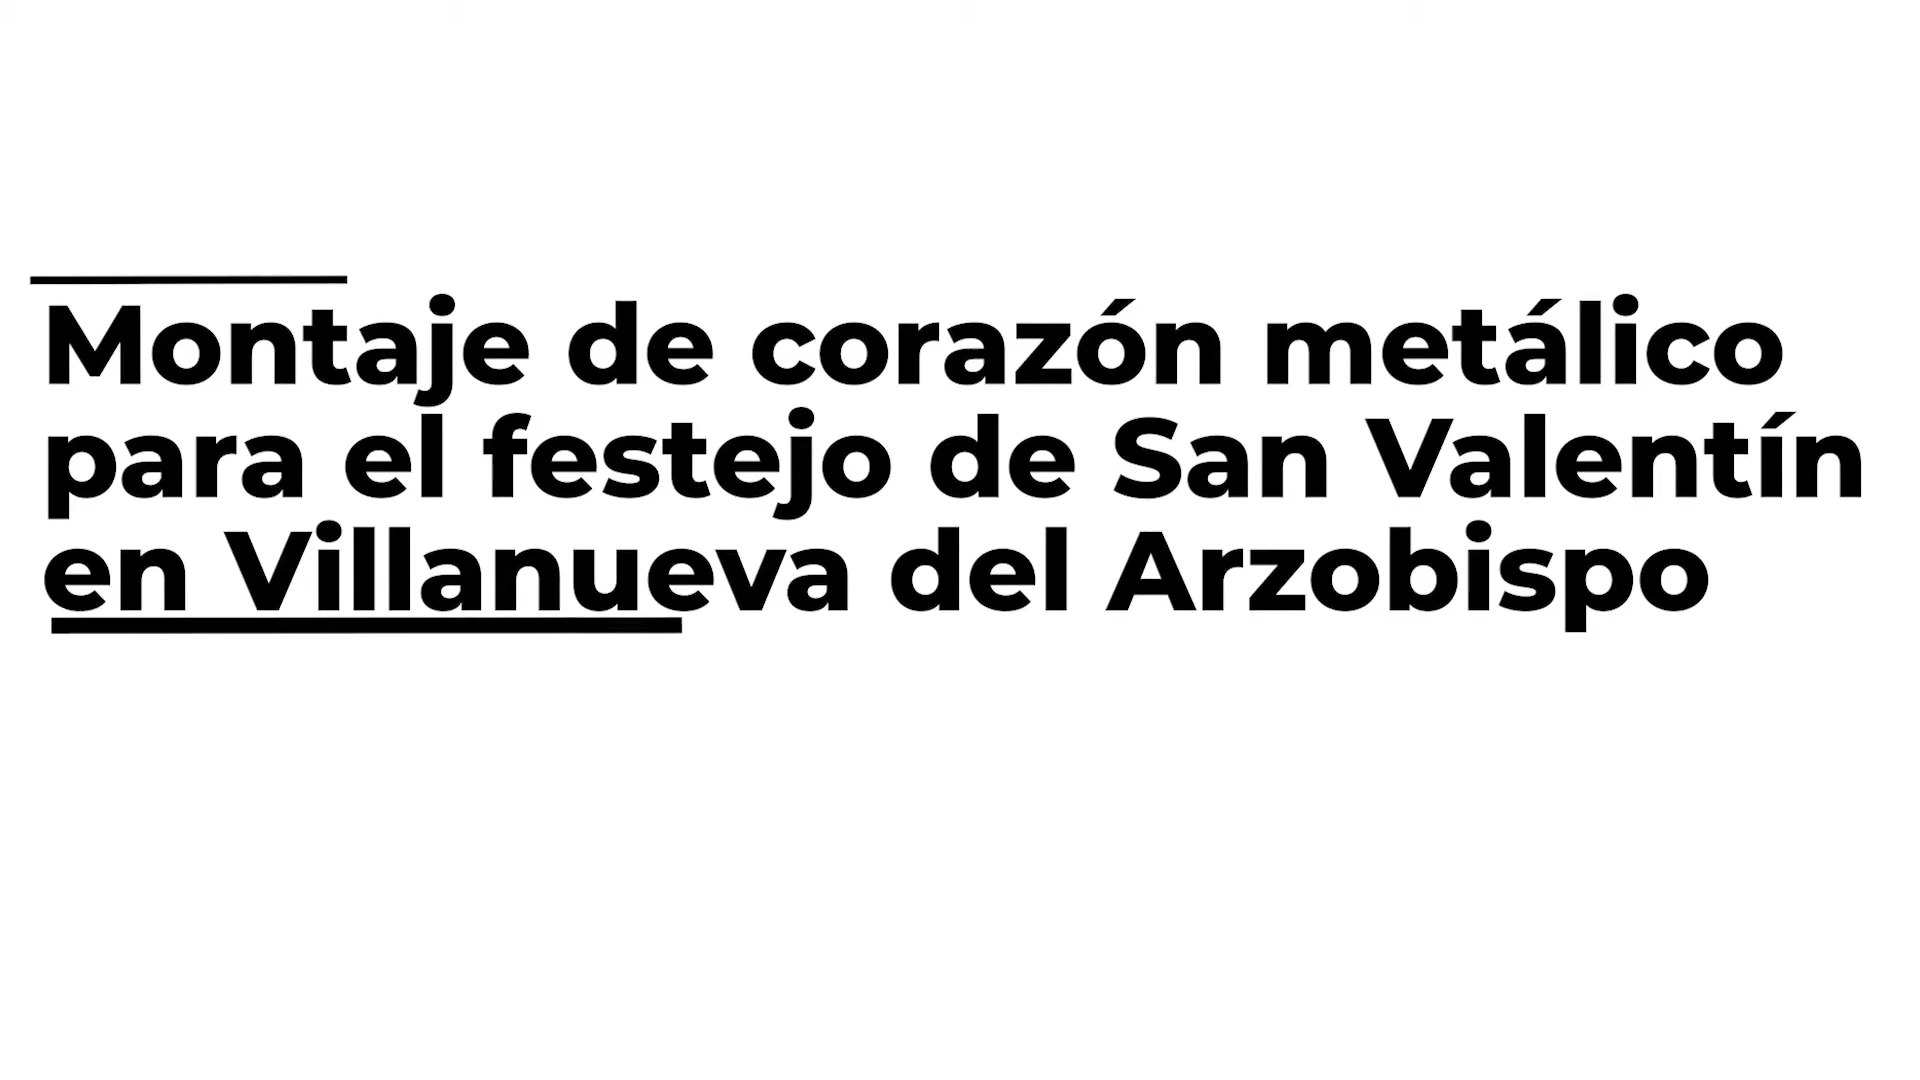 Montaje de corazón metálico
para el festejo de San Valentín
en Villanueva del Arzobispo